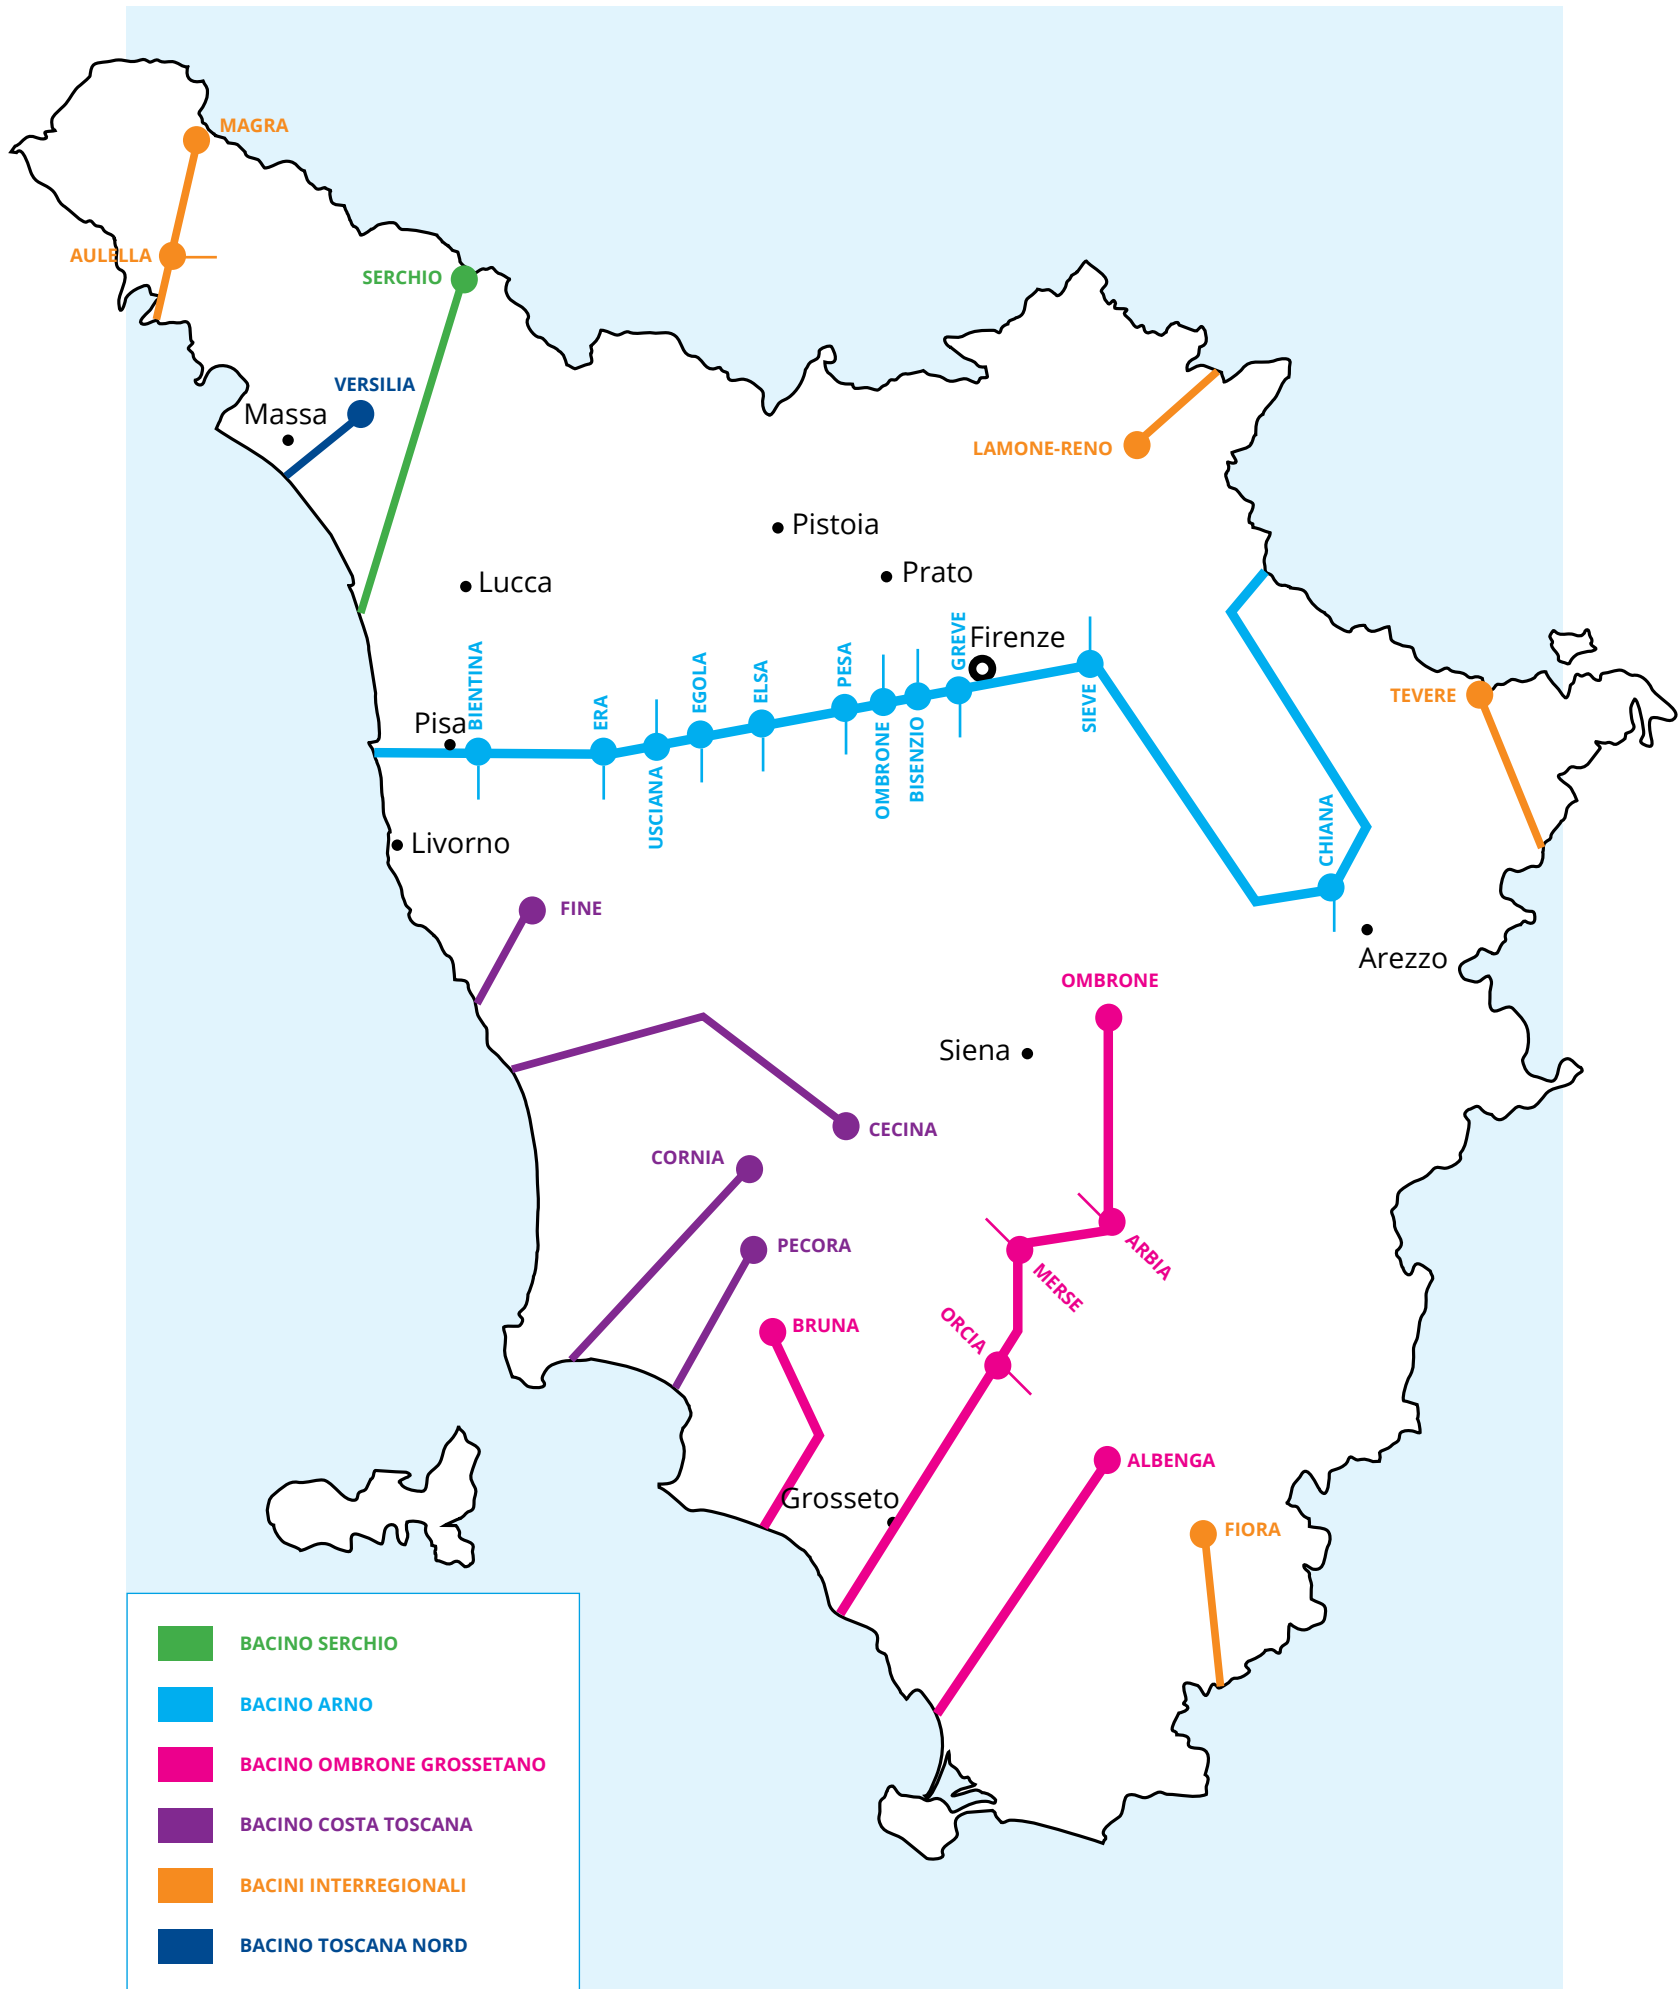 MAGRA
AULELLA
SERCHIO
VERSILIA
Massa
LAMONE-RENO
Pistoia
Prato
Lucca
Firenze
GREVE
BIENTINA
EGOLA
ELSA
PESA
SIEVE
TEVERE
Pisa
ERA
USCIANA
OMBRONE
BISENZIO
CHIANA
Livorno
FINE
Arezzo
OMBRONE
Siena
CECINA
CORNIA
PECORA
ARBIA
MERSE
ORCIA
BRUNA
ALBENGA
Grosseto
FIORA
BACINO SERCHIO
BACINO ARNO
BACINO OMBRONE GROSSETANO
BACINO COSTA TOSCANA
BACINI INTERREGIONALI
BACINO TOSCANA NORD